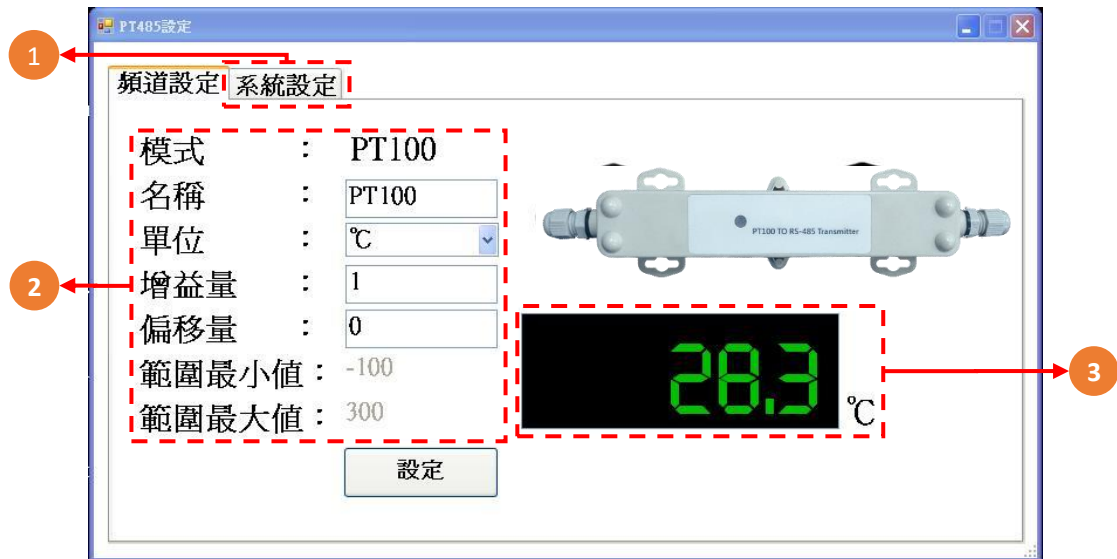 PT485設定
1
頻道設定 系統設定
模式 : PT100
名稱 : PT100
單位 : ℃
增益量 : 1
偏移量 : 0
範圍最小值 : -100
範圍最大值 : 300
設定
2
PT100 TO RS-485 Transmitter
28.3 ℃
3